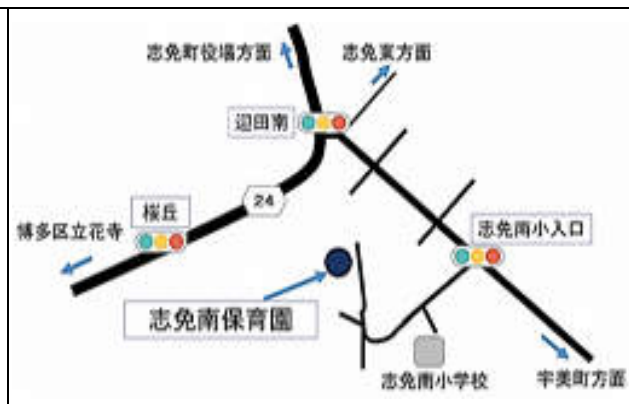 志免町役場方面
志免東方面
辺田南
24
桜丘
博多区立花寺
志免南小入口
志免南保育園
志免南小学校
宇美町方面